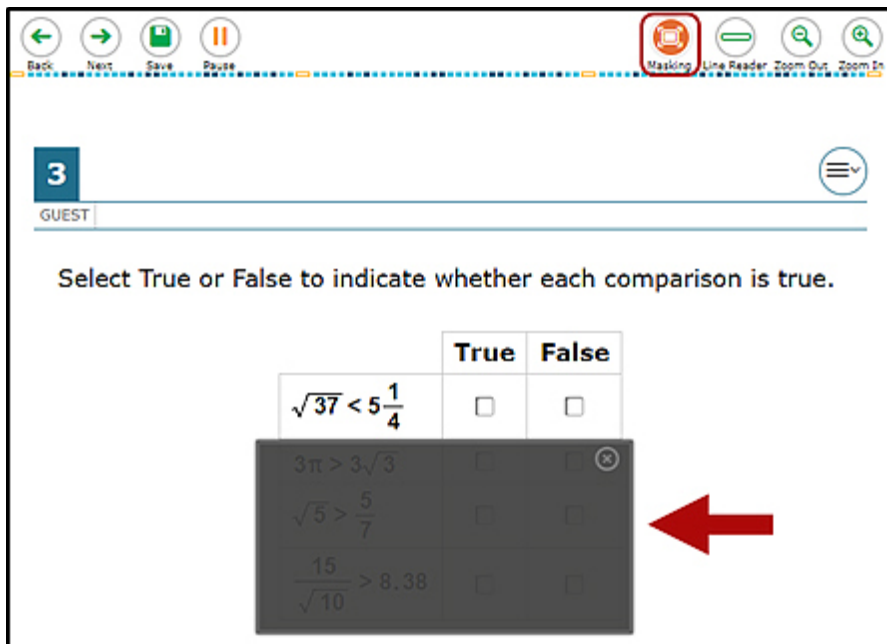 Back Next Save Pause Masking Line Reader Zoom Out Zoom In
3
GUEST
Select True or False to indicate whether each comparison is true.
True False
√37 < 5 1/4
3π > 3√3
√5 > 5/7
15/√10 > 8.38